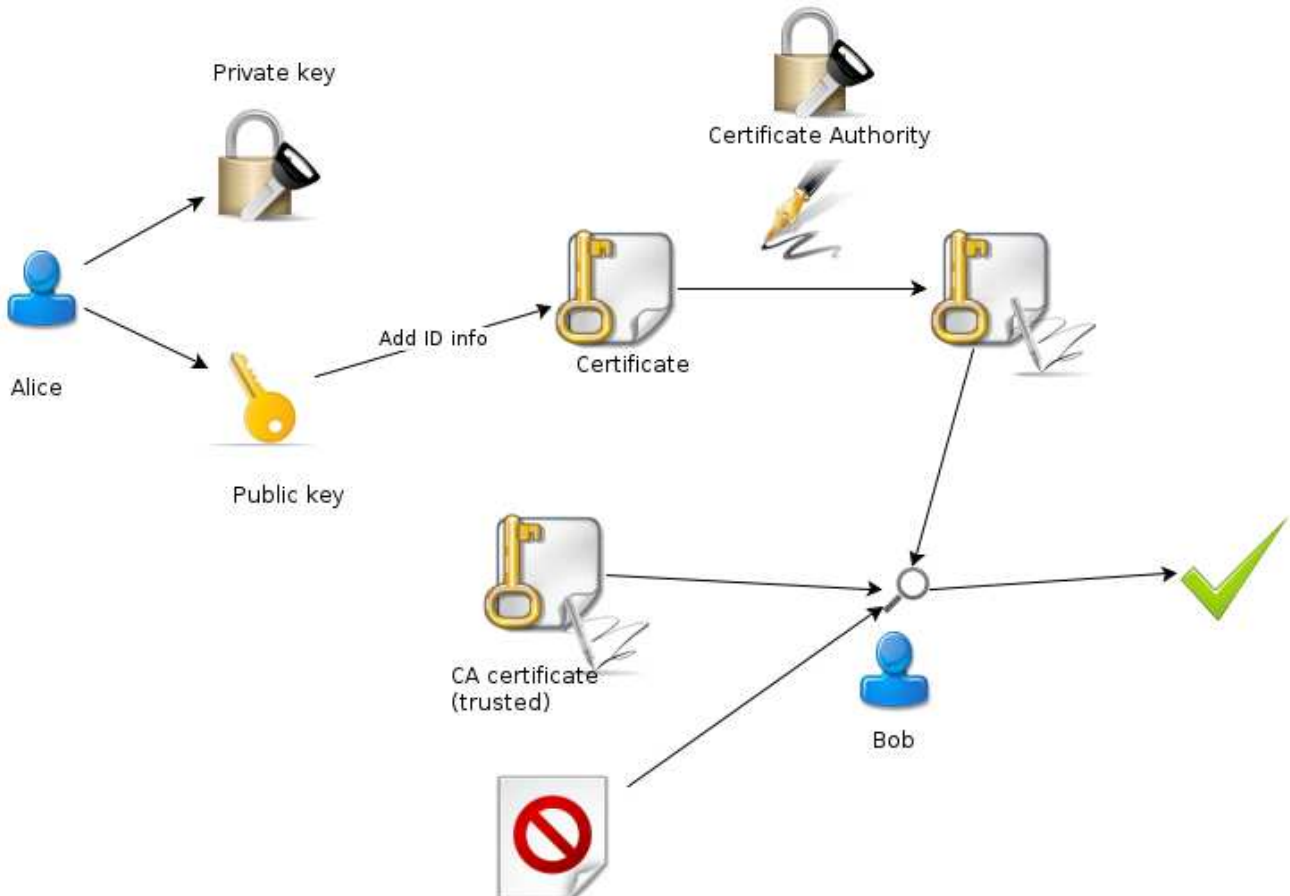 Private key
Certificate Authority
Add ID info
Certificate
Alice
Public key
CA certificate
(trusted)
Bob